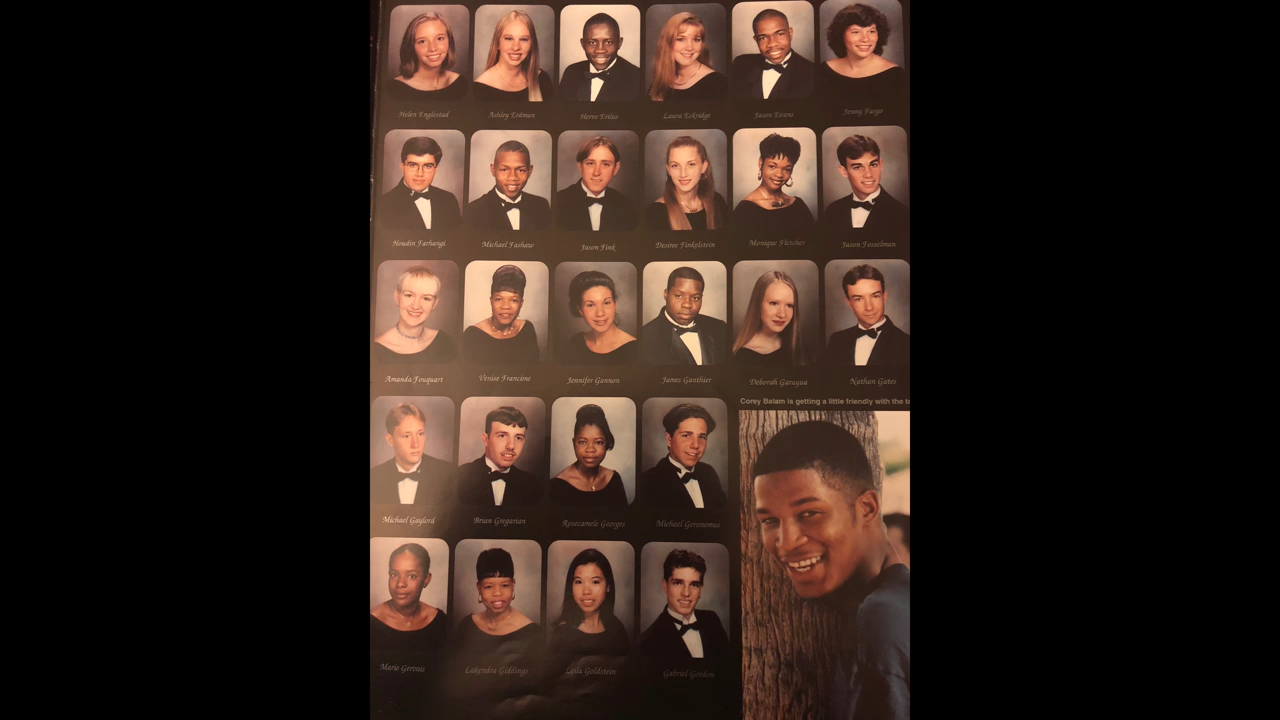 Helen Englestad
Ashley Erdman
Herve Eriliо
Laura Eskridge
Jason Evans
Jenny Fargo
Houdin Farhangi
Michael Fashaw
Jason Fink
Desiree Finkelstein
Monique Fletcher
Jason Fosselman
Amanda Fouquart
Venise Francine
Jennifer Gannon
James Ganthier
Deborah Garayua
Nathan Gates
Corey Balam is getting a little friendly with the
Michael Gaylord
Brian Gregarian
Rosecamele Georges
Michael Geronemus
Marie Gervais
Lakendra Giddings
Leila Goldstein
Gabriel Gordon